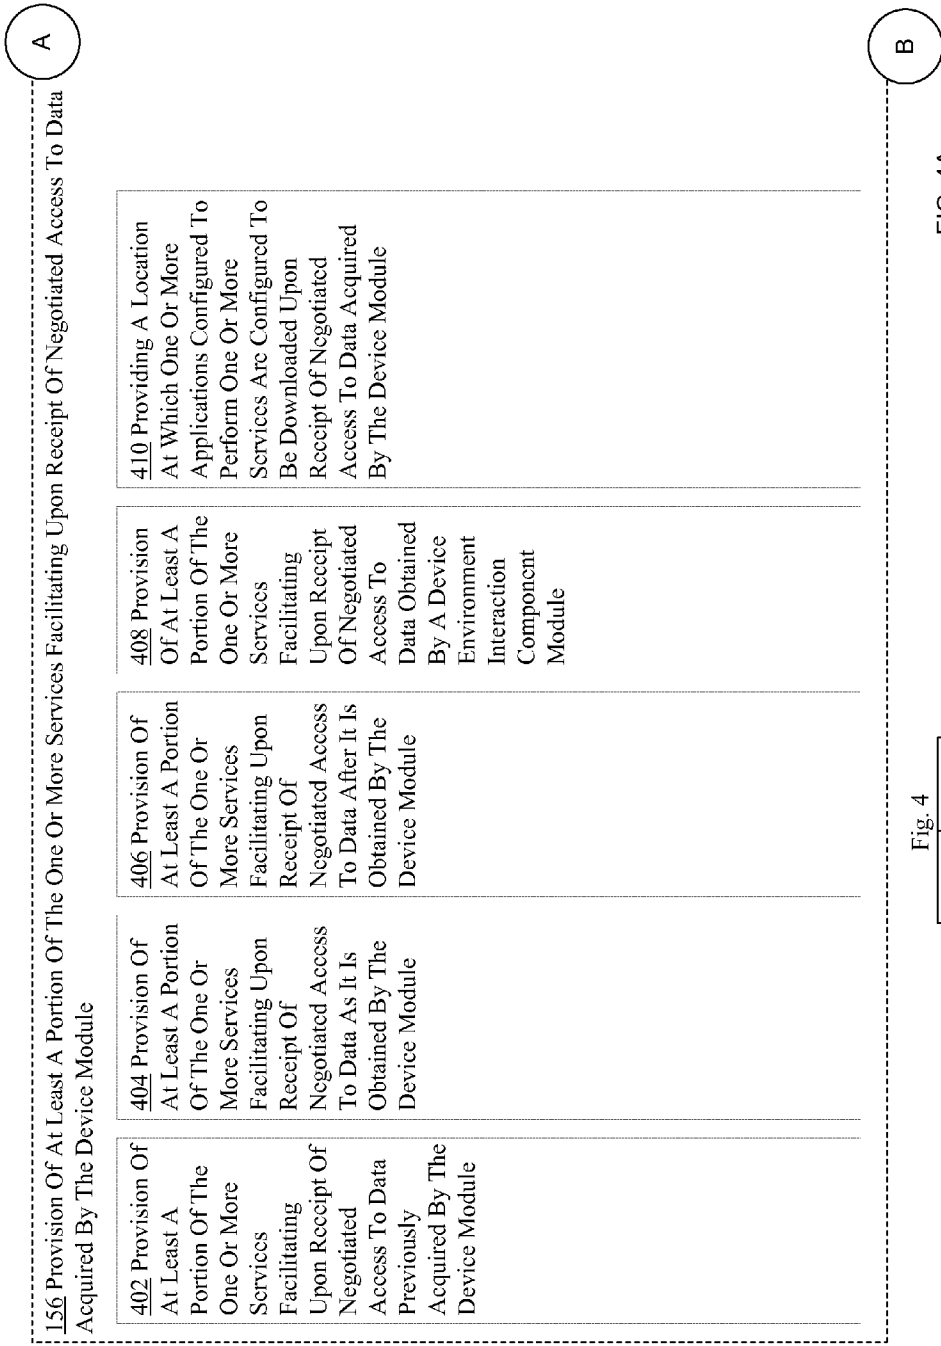 156 Provision Of At Least A Portion Of The One Or More Services Facilitating Upon Receipt Of Negotiated Access To Data
Acquired By The Device Module
A
402 Provision Of
At Least A
Portion Of The
One Or More
Services
Facilitating
Upon Receipt Of
Negotiated
Access To Data
Previously
Acquired By The
Device Module
404 Provision Of
At Least A Portion
Of The One Or
More Services
Facilitating Upon
Receipt Of
Negotiated Access
To Data As It Is
Obtained By The
Device Module
406 Provision Of
At Least A Portion
Of The One Or
More Services
Facilitating Upon
Receipt Of
Negotiated Access
To Data After It Is
Obtained By The
Device Module
408 Provision
Of At Least A
Portion Of The
One Or More
Services
Facilitating
Upon Receipt
Of Negotiated
Access To
Data Obtained
By A Device
Environment
Interaction
Component
Module
410 Providing A Location
At Which One Or More
Applications Configured To
Perform One Or More
Services Are Configured To
Be Downloaded Upon
Receipt Of Negotiated
Access To Data Acquired
By The Device Module
B
Fig. 4